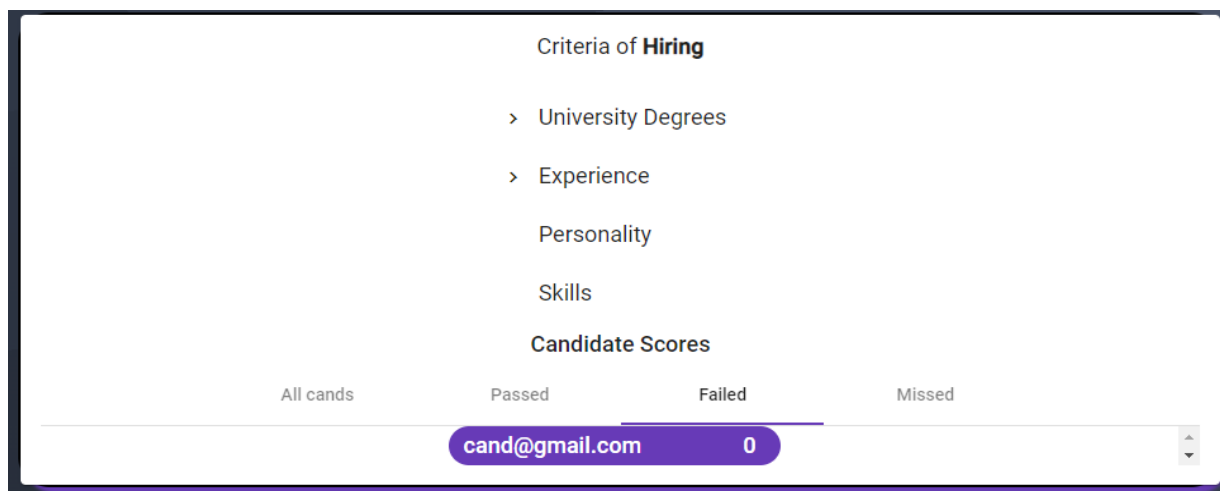 Criteria of Hiring
University Degrees
Experience
Personality
Skills
Candidate Scores
All cands Passed Failed Missed
cand@gmail.com 0